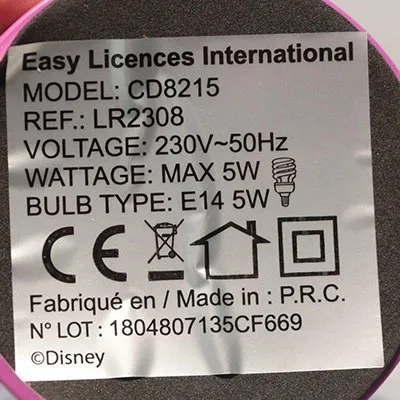 Easy Licences International
MODEL: CD8215
REF.: LR2308
VOLTAGE: 230V~50Hz
WATTAGE: MAX 5W
BULB TYPE: E14 5W
CE
Fabriqué en / Made in : P.R.C.
N° LOT : 1804807135CF669
©Disney